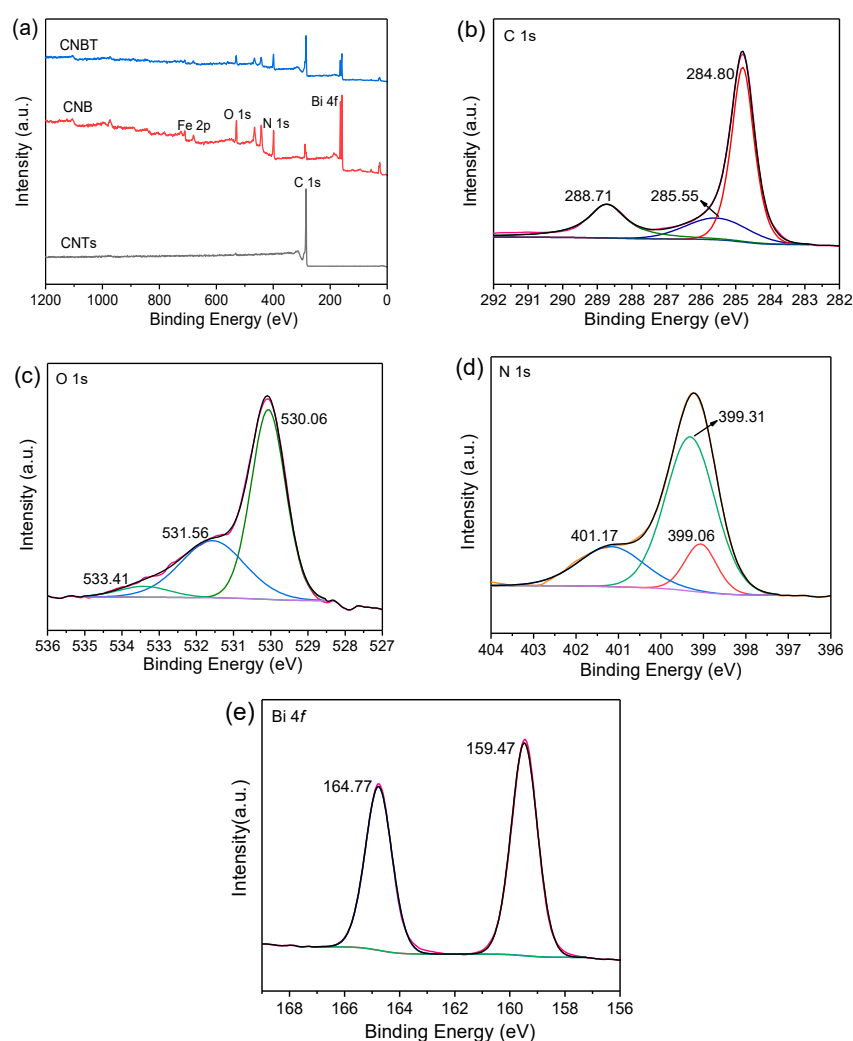 (a)
CNBT
CNB
Fe 2p
O 1s
N 1s
Bi 4f
C 1s
CNTs
Intensity (a.u.)
1200 1000 800 600 400 200 0
Binding Energy (eV)
(b)
C 1s
284.80
285.55
288.71
Intensity (a.u.)
292 291 290 289 288 287 286 285 284 283 282
Binding Energy (eV)
(c)
O 1s
530.06
531.56
533.41
Intensity (a.u.)
536 535 534 533 532 531 530 529 528 527
Binding Energy (eV)
(d)
N 1s
399.31
401.17
399.06
Intensity (a.u.)
404 403 402 401 400 399 398 397 396
Binding Energy (eV)
(e)
Bi 4f
159.47
164.77
Intensity(a.u.)
168 166 164 162 160 158 156
Binding Energy (eV)